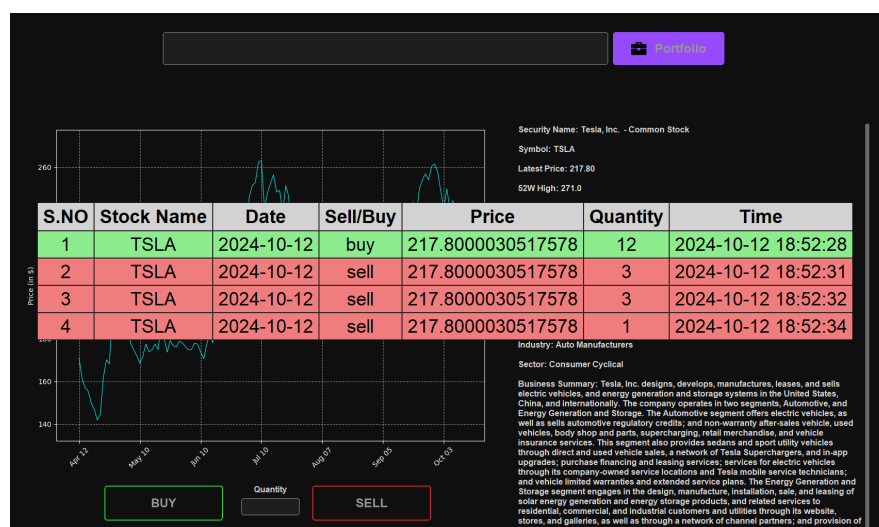 Portfolio
Security Name: Tesla, Inc. - Common Stock
Symbol: TSLA
Latest Price: 217.80
52W High: 271.0
260
S.NO Stock Name Date Sell/Buy Price Quantity Time
1 TSLA 2024-10-12 buy 217.8000030517578 12 2024-10-12 18:52:28
2 TSLA 2024-10-12 sell 217.8000030517578 3 2024-10-12 18:52:31
3 TSLA 2024-10-12 sell 217.8000030517578 3 2024-10-12 18:52:32
4 TSLA 2024-10-12 sell 217.8000030517578 1 2024-10-12 18:52:34
Price (in $)
160
140
Apr 12 May 10 Jun 10 Jul 10 Aug 07 Sep 05 Oct 03
Industry: Auto Manufacturers
Sector: Consumer Cyclical
Business Summary: Tesla, Inc. designs, develops, manufactures, leases, and sells
electric vehicles, and energy generation and storage systems in the United States,
China, and internationally. The company operates in two segments, Automotive, and
Energy Generation and Storage. The Automotive segment offers electric vehicles, as
well as sells automotive regulatory credits; and non-warranty after-sales vehicle, used
vehicles, body shop and parts, supercharging, retail merchandise, and vehicle
insurance services. This segment also provides sedans and sport utility vehicles
through direct and used vehicle sales, a network of Tesla Superchargers, and in-app
upgrades; purchase financing and leasing services; services for electric vehicles
through its company-owned service locations and Tesla mobile service technicians;
and vehicle limited warranties and extended service plans. The Energy Generation and
Storage segment engages in the design, manufacture, installation, sale, and leasing of
solar energy generation and energy storage products, and related services to
residential, commercial, and industrial customers and utilities through its website,
stores, and galleries, as well as through a network of channel partners; and provision of
BUY
Quantity
SELL